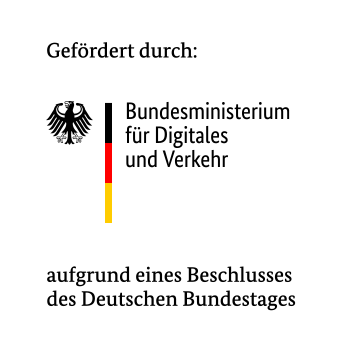 Gefördert durch:
Bundesministerium
für Digitales
und Verkehr
aufgrund eines Beschlusses
des Deutschen Bundestages